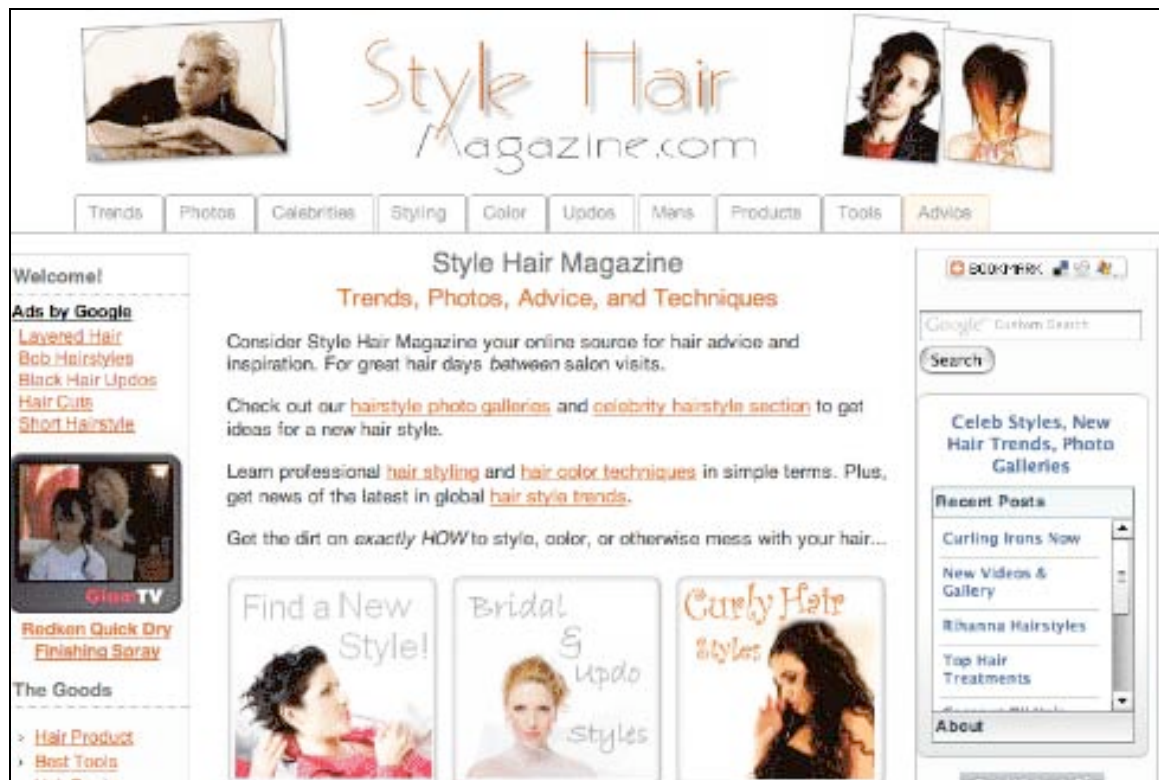 Style Hair
Magazine.com
Trends Photos Celebrities Styling Color Updos Mens Products Tools Advice
Welcome!
Ads by Google
Layered Hair
Bob Hairstyles
Black Hair Updos
Hair Cuts
Short Hairstyle
GlamTV
Redken Quick Dry
Finishing Spray
The Goods
› Hair Product
› Best Tools
Style Hair Magazine
Trends, Photos, Advice, and Techniques
Consider Style Hair Magazine your online source for hair advice and
inspiration. For great hair days between salon visits.
Check out our hairstyle photo galleries and celebrity hairstyle section to get
ideas for a new hair style.
Learn professional hair styling and hair color techniques in simple terms. Plus,
get news of the latest in global hair style trends.
Get the dirt on exactly HOW to style, color, or otherwise mess with your hair...
Find a New
Style!
Bridal
&
Updo
Styles
Curly Hair
Styles
BOOKMARK
Google Custom Search
Search
Celeb Styles, New
Hair Trends, Photo
Galleries
Recent Posts
Curling Irons Now
New Videos &
Gallery
Rihanna Hairstyles
Top Hair
Treatments
About